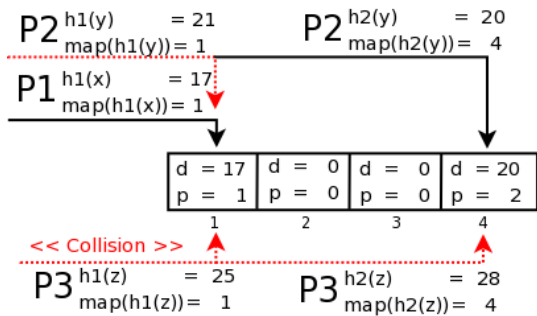 P2 h1(y) = 21
map(h1(y)) = 1
P2 h2(y) = 20
map(h2(y)) = 4
P1 h1(x) = 17
map(h1(x)) = 1
d = 17 d = 0 d = 0 d = 20
p = 1 p = 0 p = 0 p = 2
1 2 3 4
<< Collision >>
P3 h1(z) = 25
map(h1(z)) = 1
P3 h2(z) = 28
map(h2(z)) = 4